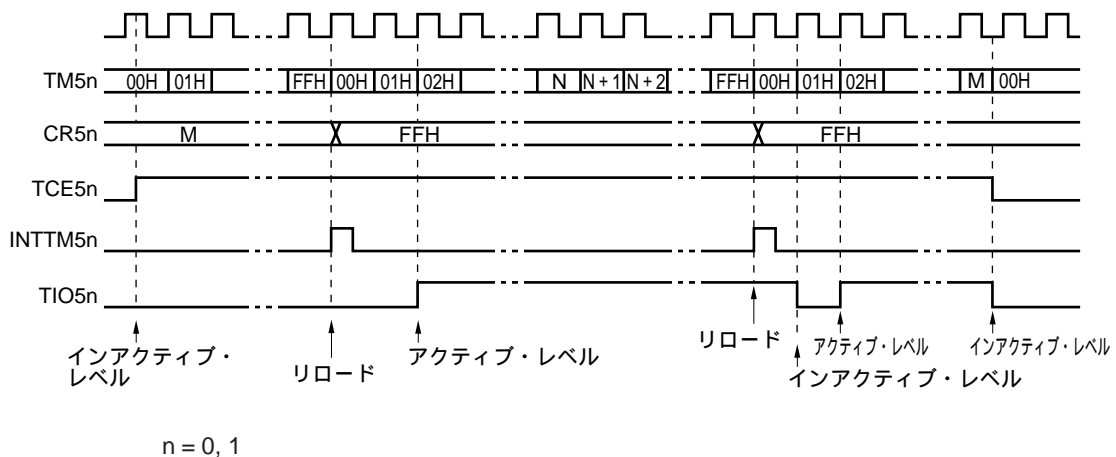 TM5n 00H 01H FFH 00H 01H 02H N N+1 N+2 FFH 00H 01H 02H M 00H
CR5n M FFH FFH
TCE5n
INTTM5n
TIO5n
インアクティブ・
レベル
リロード
アクティブ・レベル
リロード
アクティブ・レベル
インアクティブ・レベル
インアクティブ・レベル
n = 0, 1